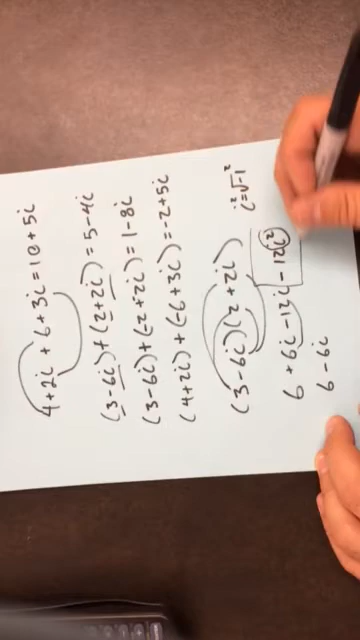 4+2i + 6+3i = 10+5i
(3-6i)+(2+2i) = 5-4i
(3-6i)+(-2+2i) = 1-8i
(4+2i)+(-6+3i) = -2+5i
i²=√-1²
(3-6i)(2+2i)
6+6i-12i-12i²
6-6i